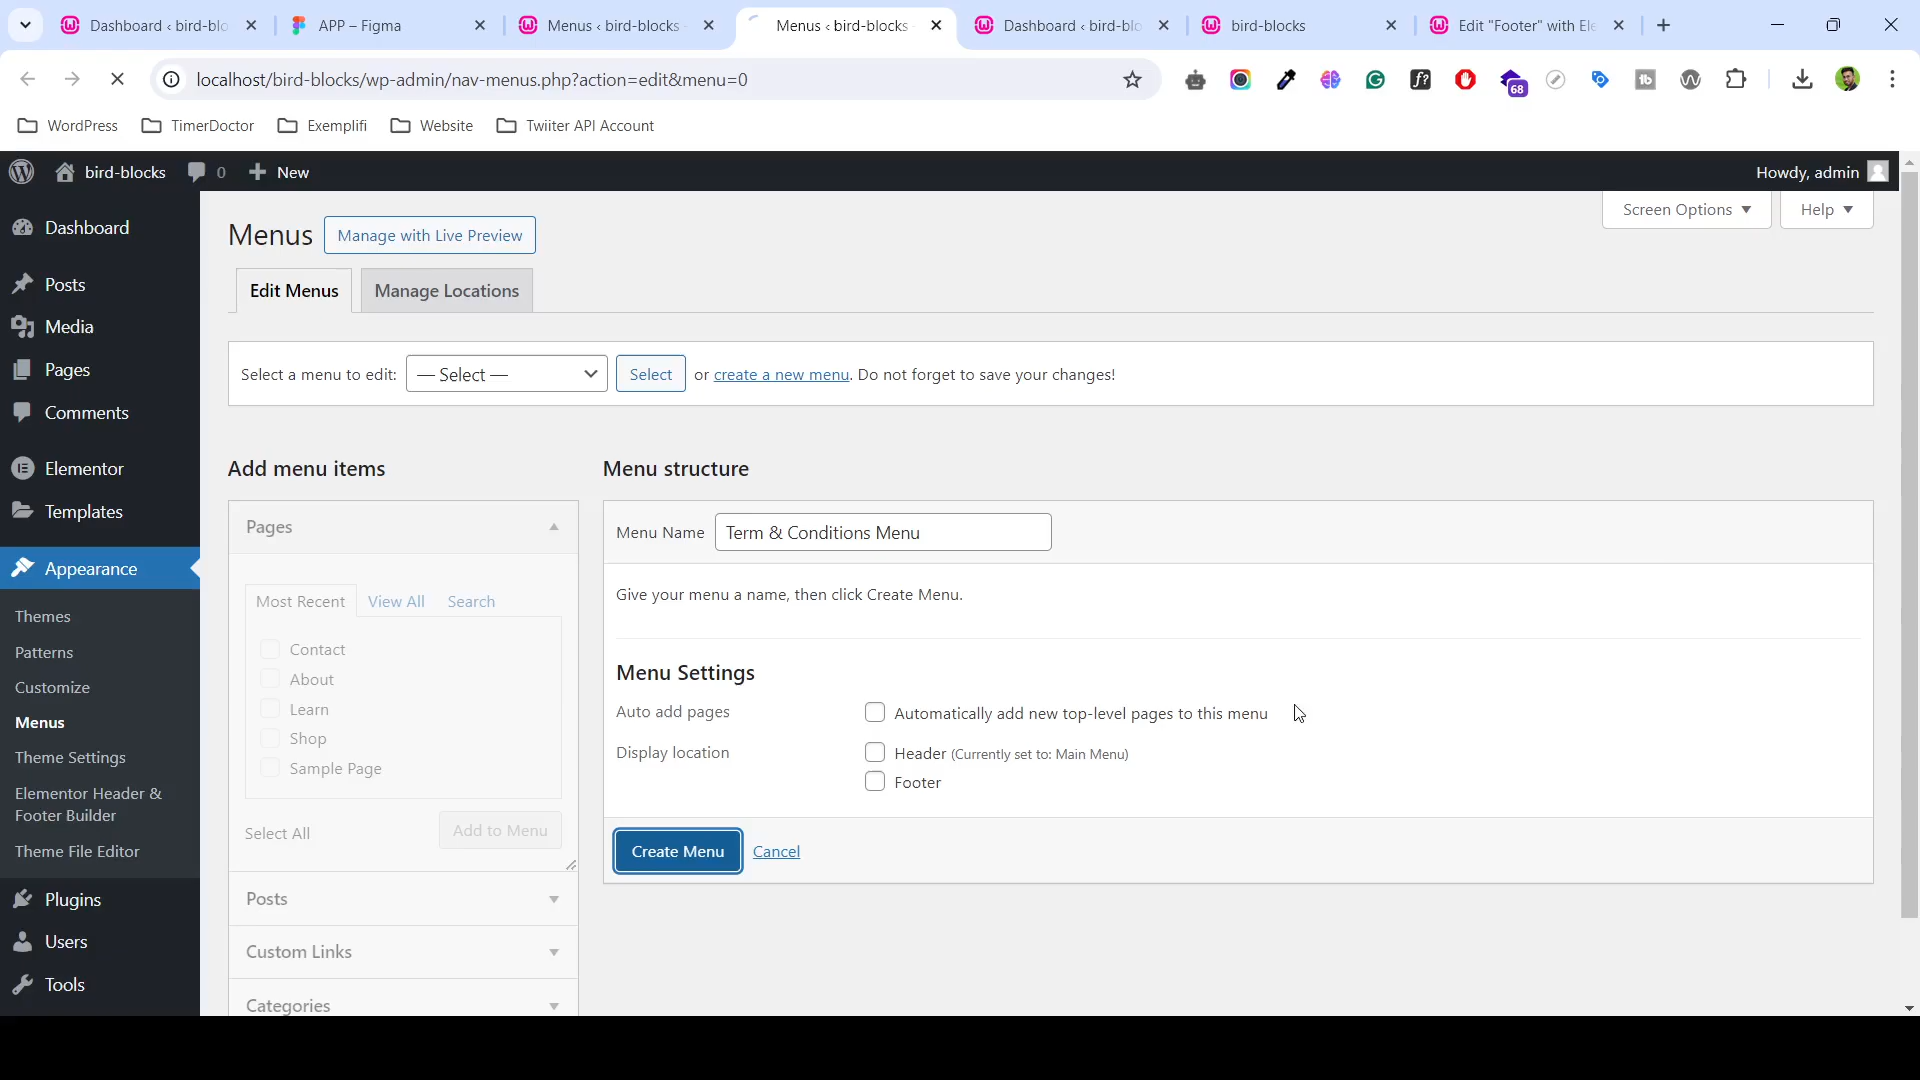 Dashboard ‹ bird-blo
APP – Figma
Menus ‹ bird-blocks
Menus ‹ bird-blocks
Dashboard ‹ bird-blo
bird-blocks
Edit "Footer" with Ele
localhost/bird-blocks/wp-admin/nav-menus.php?action=edit&menu=0
68
WordPress
TimerDoctor
Exemplifi
Website
Twiiter API Account
bird-blocks
0
New
Howdy, admin
Dashboard
Posts
Media
Pages
Comments
Elementor
Templates
Appearance
Themes
Patterns
Customize
Menus
Theme Settings
Elementor Header &
Footer Builder
Theme File Editor
Plugins
Users
Tools
Screen Options
Help
Menus
Manage with Live Preview
Edit Menus
Manage Locations
Select a menu to edit:
— Select —
Select
or create a new menu. Do not forget to save your changes!
Add menu items
Pages
Most Recent
View All
Search
Contact
About
Learn
Shop
Sample Page
Select All
Add to Menu
Posts
Custom Links
Categories
Menu structure
Menu Name
Term & Conditions Menu
Give your menu a name, then click Create Menu.
Menu Settings
Auto add pages
Automatically add new top-level pages to this menu
Display location
Header (Currently set to: Main Menu)
Footer
Create Menu
Cancel